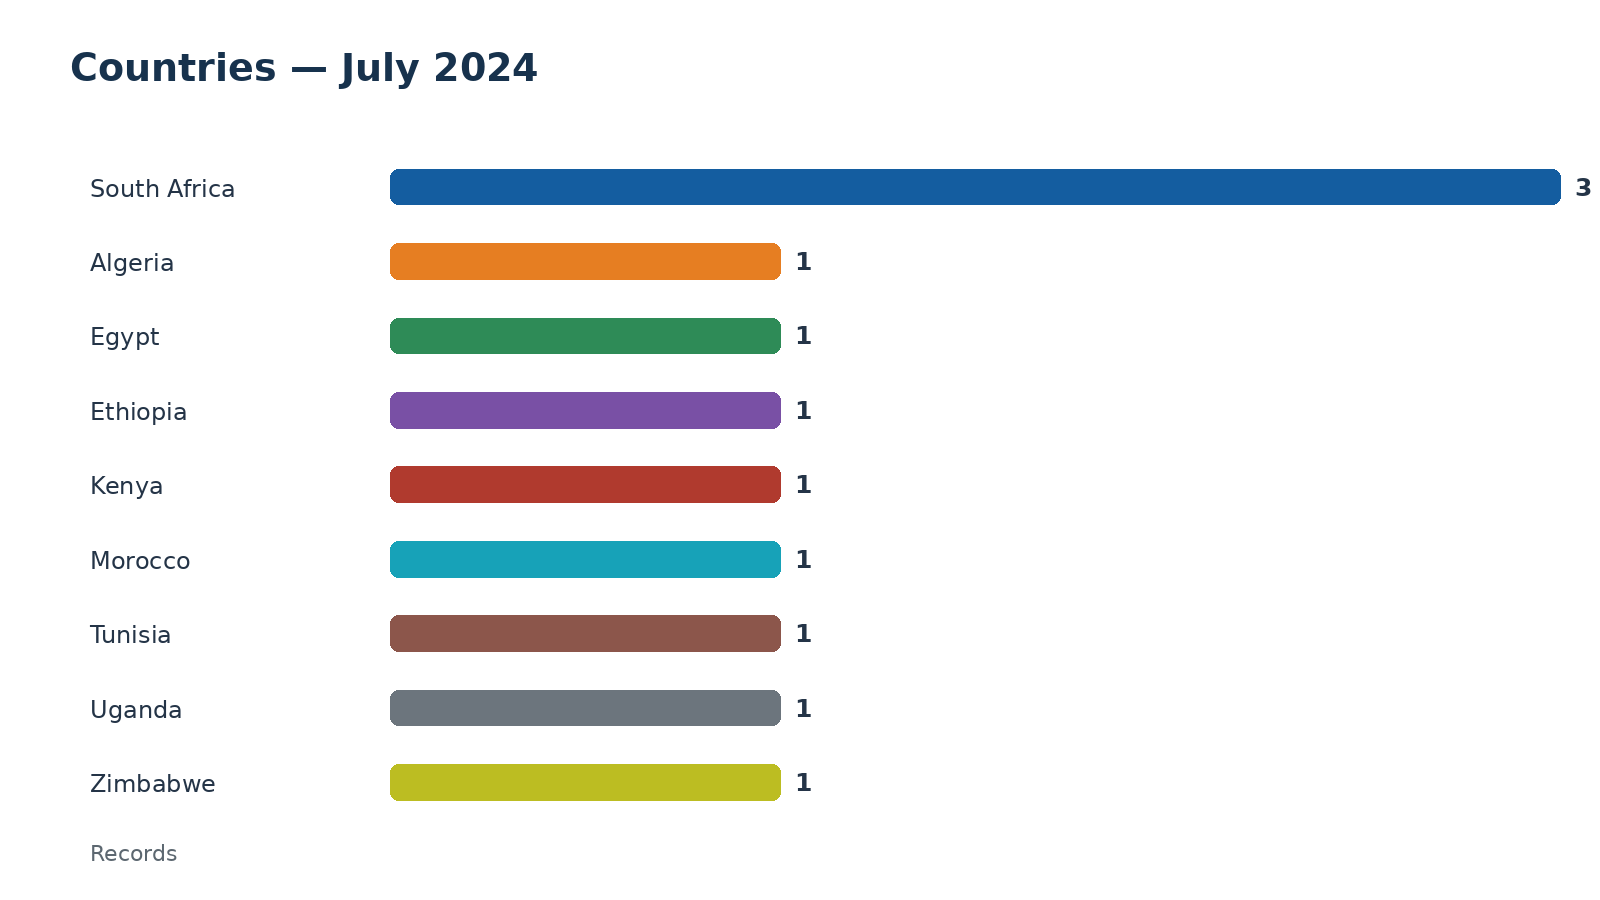 Countries — July 2024
South Africa 3
Algeria 1
Egypt 1
Ethiopia 1
Kenya 1
Morocco 1
Tunisia 1
Uganda 1
Zimbabwe 1
Records